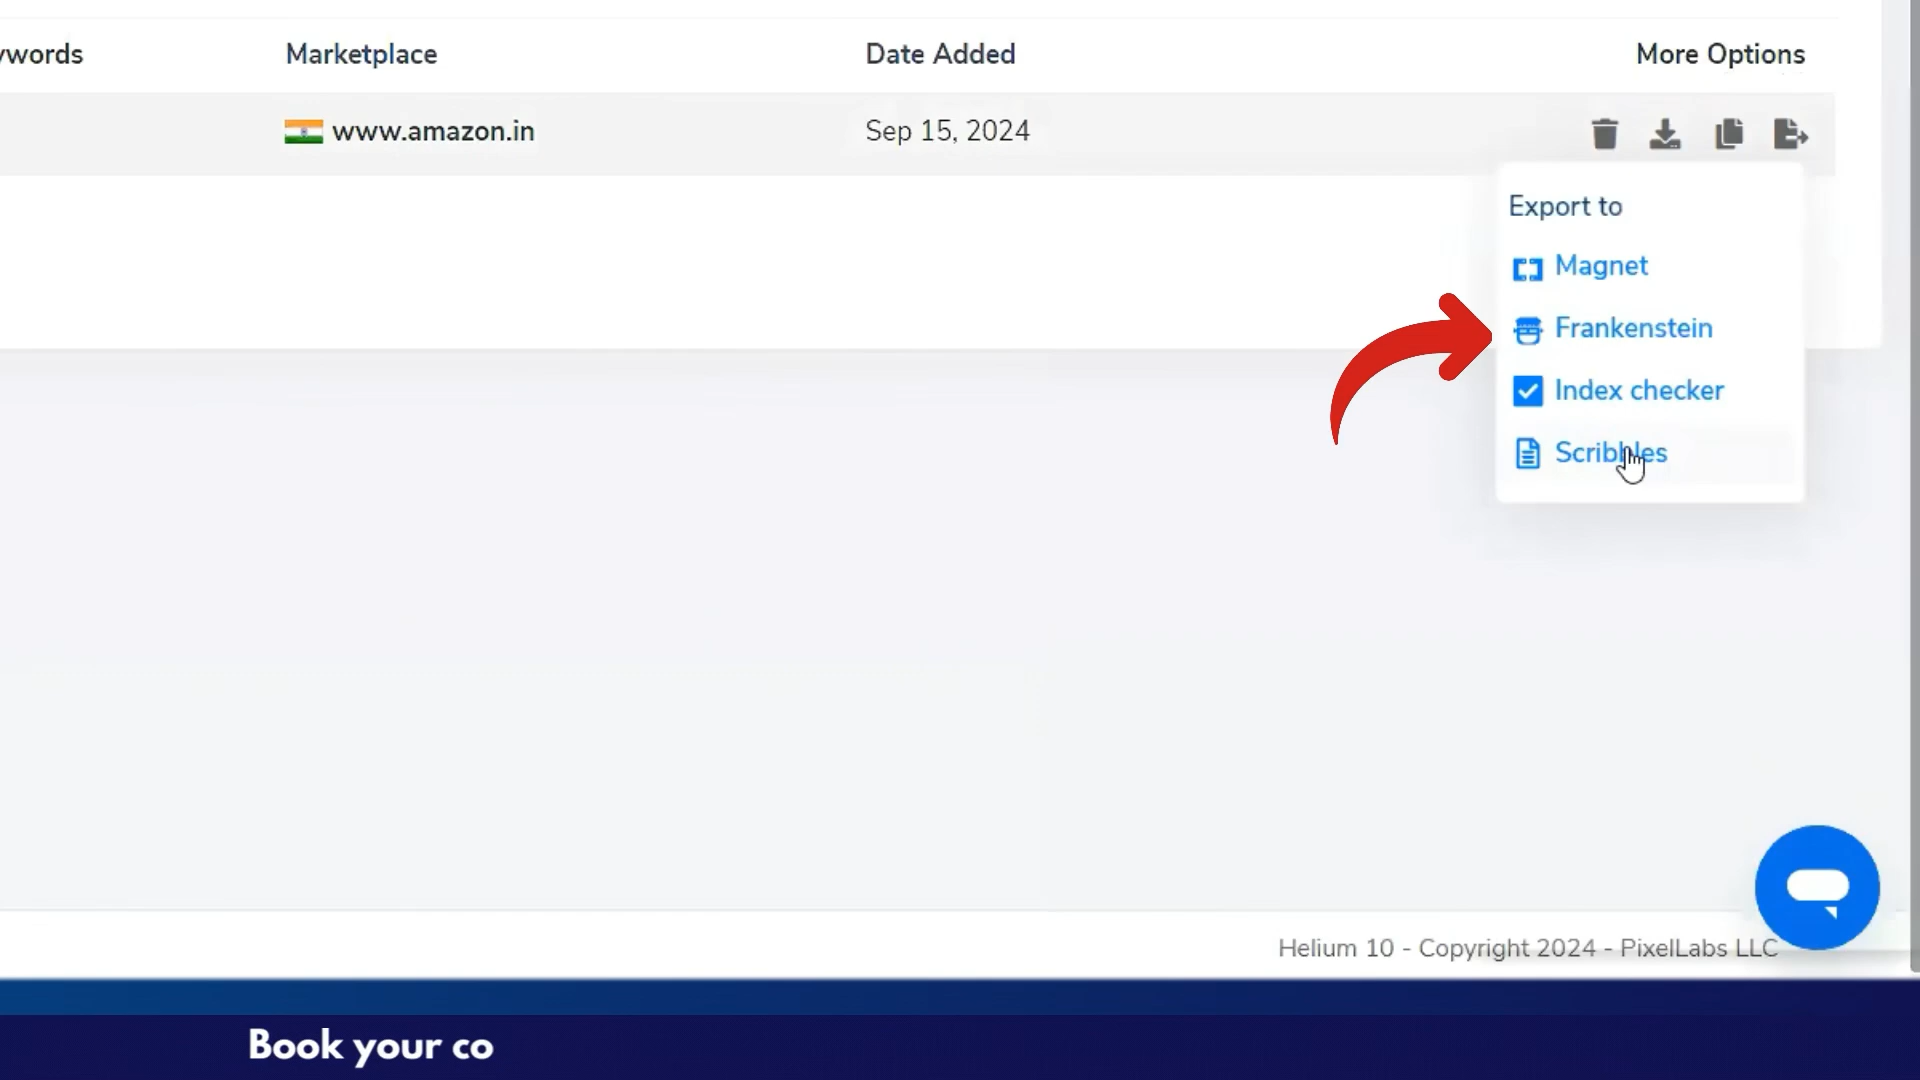 ywords Marketplace Date Added More Options
www.amazon.in Sep 15, 2024
Export to
Magnet
Frankenstein
Index checker
Scribbles
Helium 10 - Copyright 2024 - PixelLabs LLC
Book your co